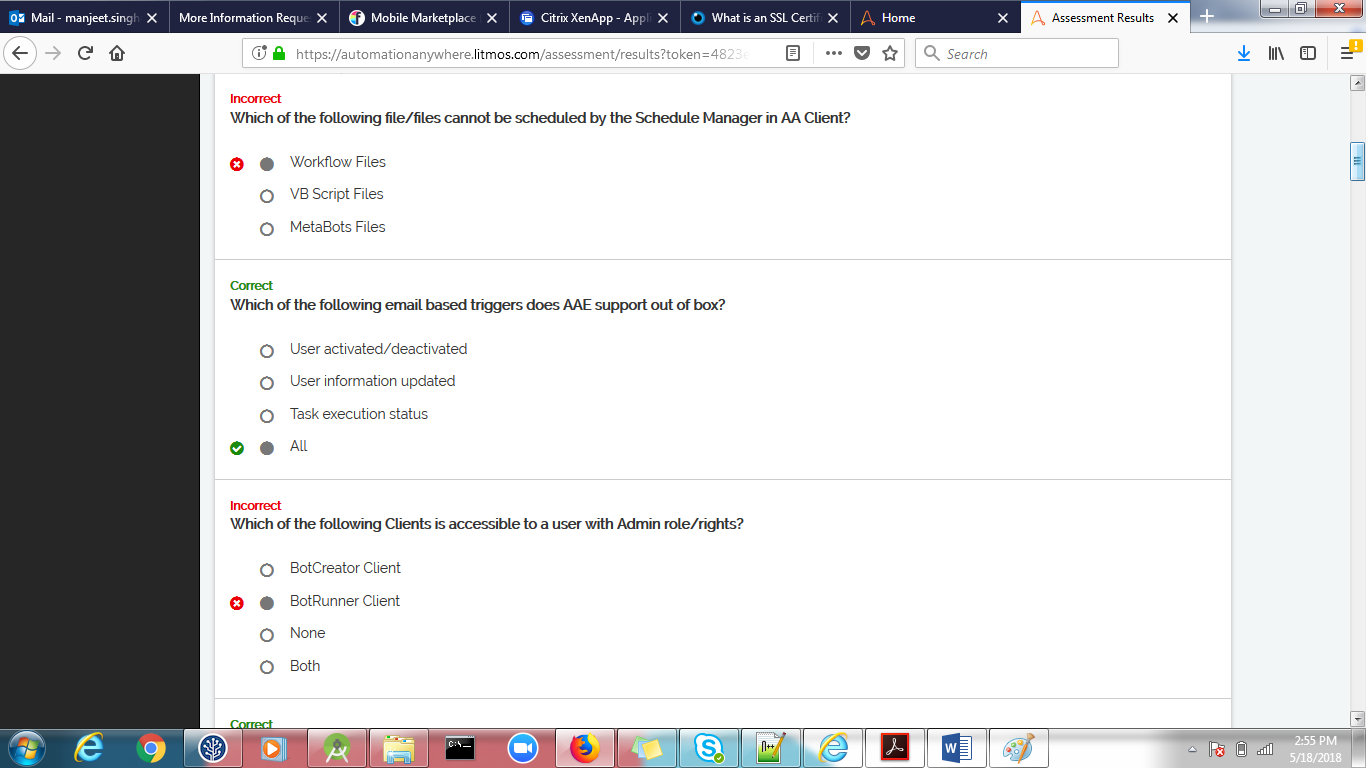 Mail - manjeet.singh
More Information Reque
Mobile Marketplace
Citrix XenApp - Appli
What is an SSL Certif
Home
Assessment Results
https://automationanywhere.litmos.com/assessment/results?token=4823
Search
Incorrect
Which of the following file/files cannot be scheduled by the Schedule Manager in AA Client?
Workflow Files
VB Script Files
MetaBots Files
Correct
Which of the following email based triggers does AAE support out of box?
User activated/deactivated
User information updated
Task execution status
All
Incorrect
Which of the following Clients is accessible to a user with Admin role/rights?
BotCreator Client
BotRunner Client
None
Both
Correct
2:55 PM
5/18/2018